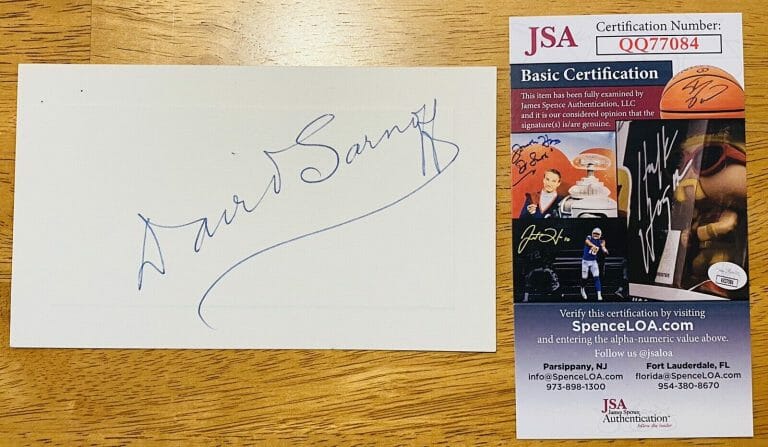 David Sarnoff
JSA
Certification Number:
QQ77084
Basic Certification
This item has been fully examined by
James Spence Authentication, LLC
and it is our considered opinion that the
signature(s) is/are genuine.
Hulk
Hogan
Verify this certification by visiting
SpenceLOA.com
and entering the alpha-numeric value above.
Follow us @jsaloa
Parsippany, NJ
info@SpenceLOA.com
973-898-1300
Fort Lauderdale, FL
florida@SpenceLOA.com
954-380-8670
JSA
James Spence
Authentication